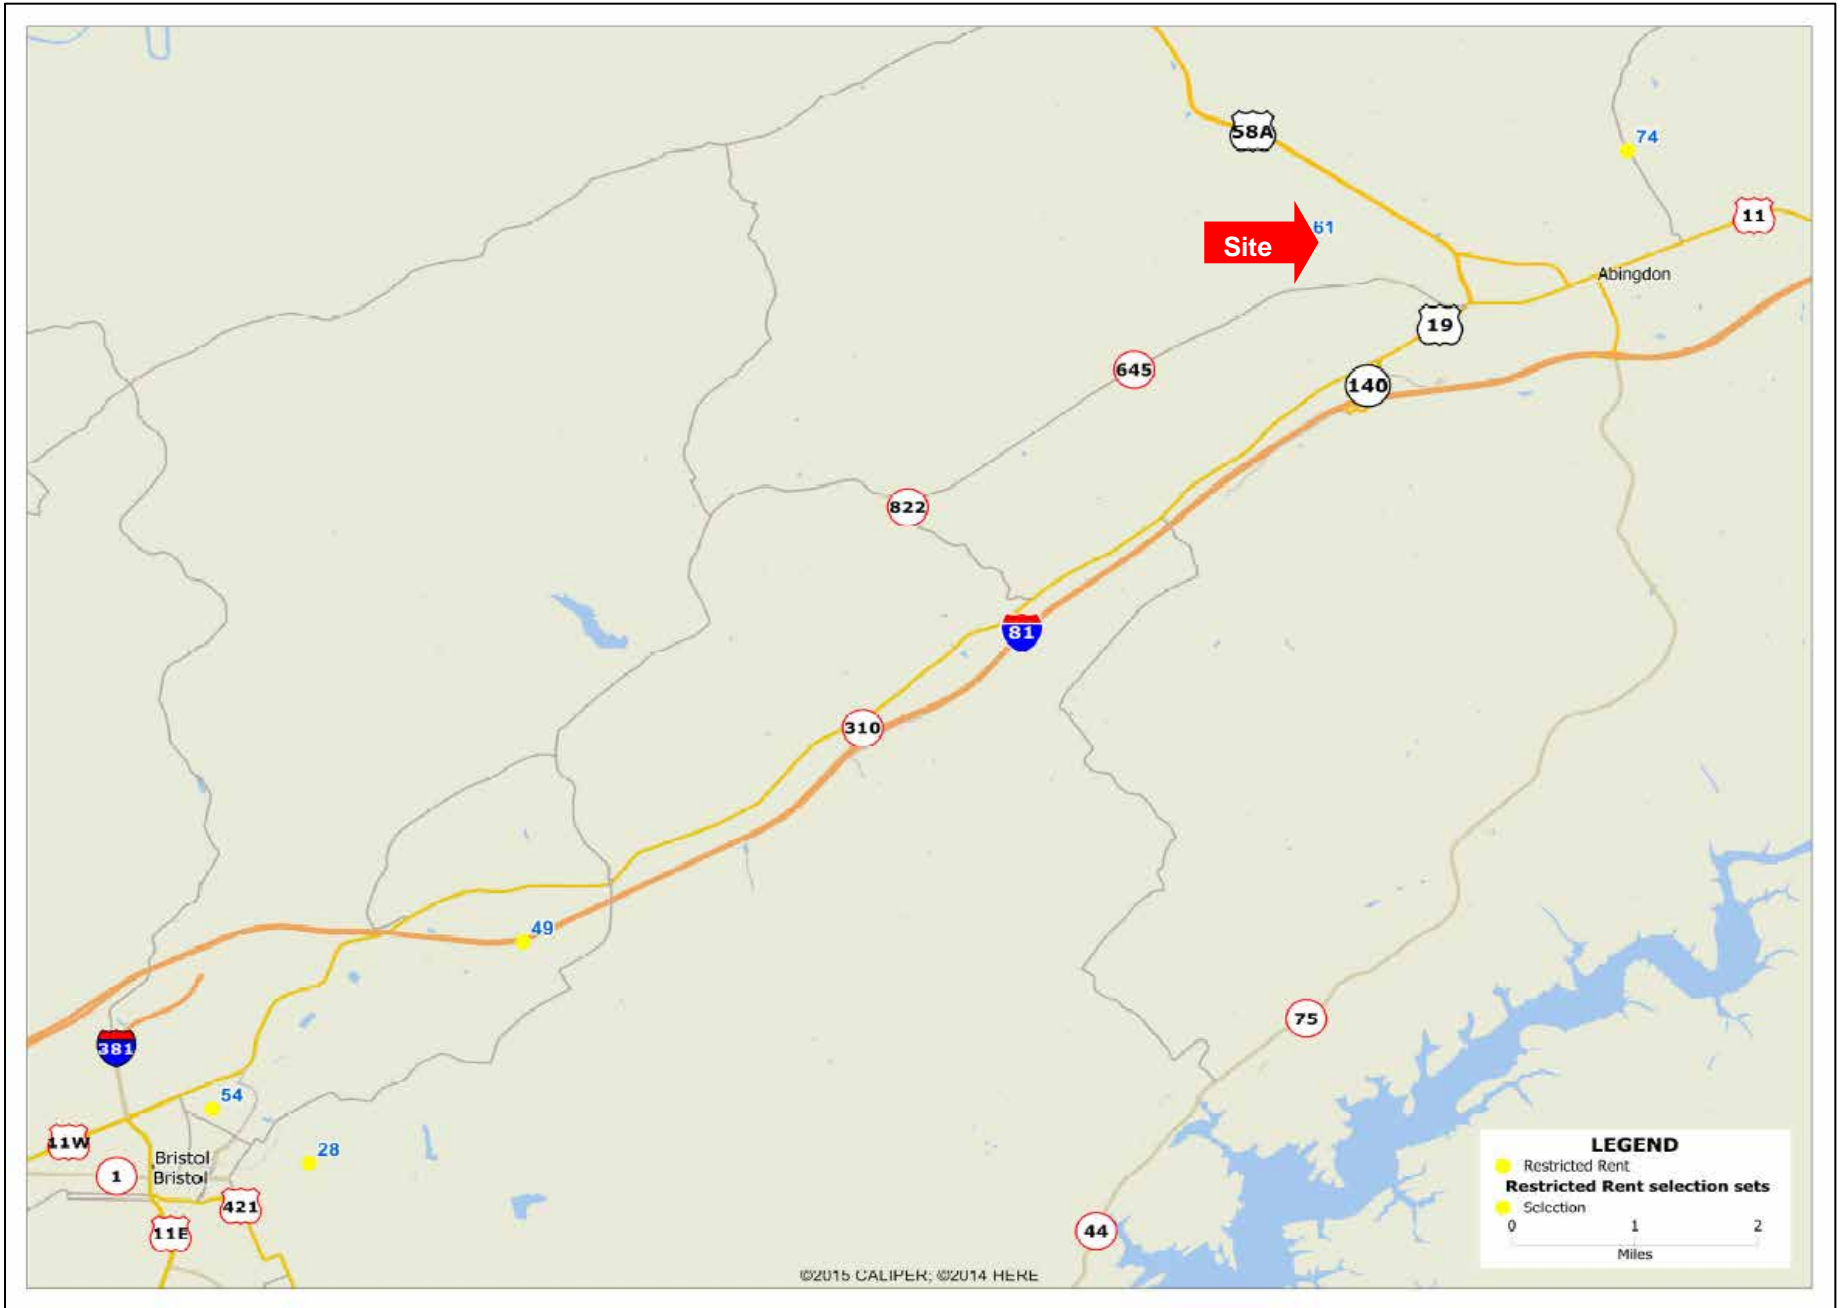 58A
74
11
61
Site
Abingdon
19
645
140
822
81
310
49
75
381
54
28
11W
Bristol
1
Bristol
421
11E
44
LEGEND
Restricted Rent
Restricted Rent selection sets
Selection
0 1 2
Miles
©2015 CALIPER; ©2014 HERE